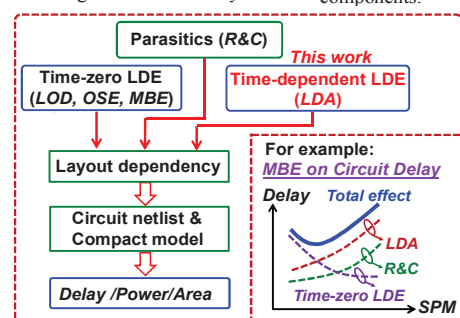 components.
Parasitics (R&C)
This work
Time-zero LDE
(LOD, OSE, MBE)
Time-dependent LDE
(LDA)
Layout dependency
Circuit netlist &
Compact model
Delay /Power/Area
For example:
MBE on Circuit Delay
Delay
Total effect
LDA
R&C
Time-zero LDE
SPM